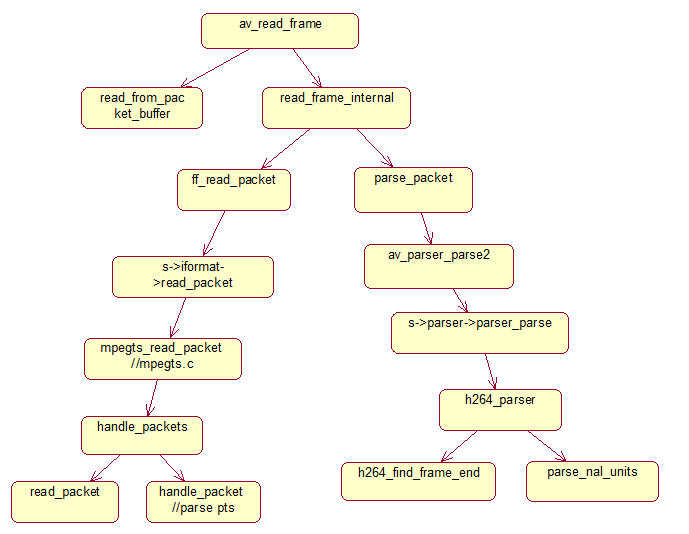 av_read_frame
read_from_pac
ket_buffer
read_frame_internal
ff_read_packet
parse_packet
s->iformat-
>read_packet
av_parser_parse2
mpegts_read_packet
//mpegts.c
s->parser->parser_parse
handle_packets
h264_parser
read_packet
handle_packet
//parse pts
h264_find_frame_end
parse_nal_units